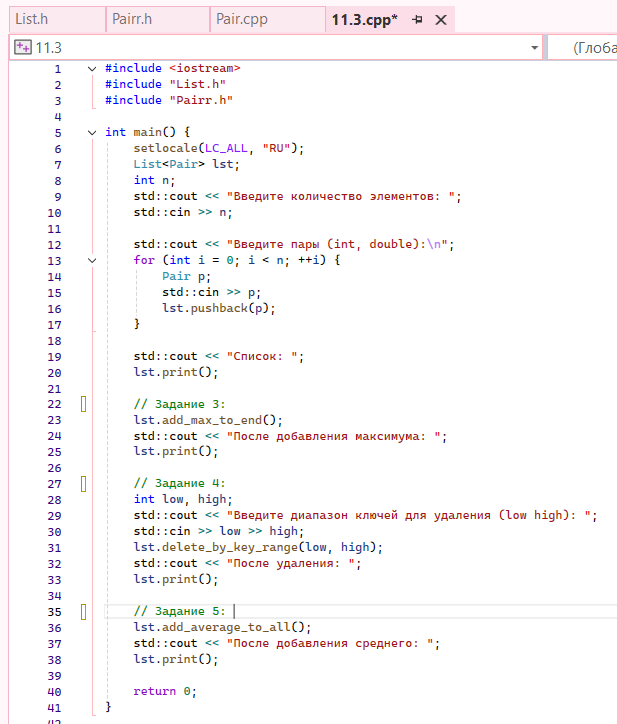 List.h Pairr.h Pair.cpp 11.3.cpp*
11.3 (Глоба
1 #include <iostream>
2 #include "List.h"
3 #include "Pairr.h"
4
5 int main() {
6 setlocale(LC_ALL, "RU");
7 List<Pair> lst;
8 int n;
9 std::cout << "Введите количество элементов: ";
10 std::cin >> n;
11
12 std::cout << "Введите пары (int, double):\n";
13 for (int i = 0; i < n; ++i) {
14 Pair p;
15 std::cin >> p;
16 lst.pushback(p);
17 }
18
19 std::cout << "Список: ";
20 lst.print();
21
22 // Задание 3:
23 lst.add_max_to_end();
24 std::cout << "После добавления максимума: ";
25 lst.print();
26
27 // Задание 4:
28 int low, high;
29 std::cout << "Введите диапазон ключей для удаления (low high): ";
30 std::cin >> low >> high;
31 lst.delete_by_key_range(low, high);
32 std::cout << "После удаления: ";
33 lst.print();
34
35 // Задание 5:
36 lst.add_average_to_all();
37 std::cout << "После добавления среднего: ";
38 lst.print();
39
40 return 0;
41 }
42